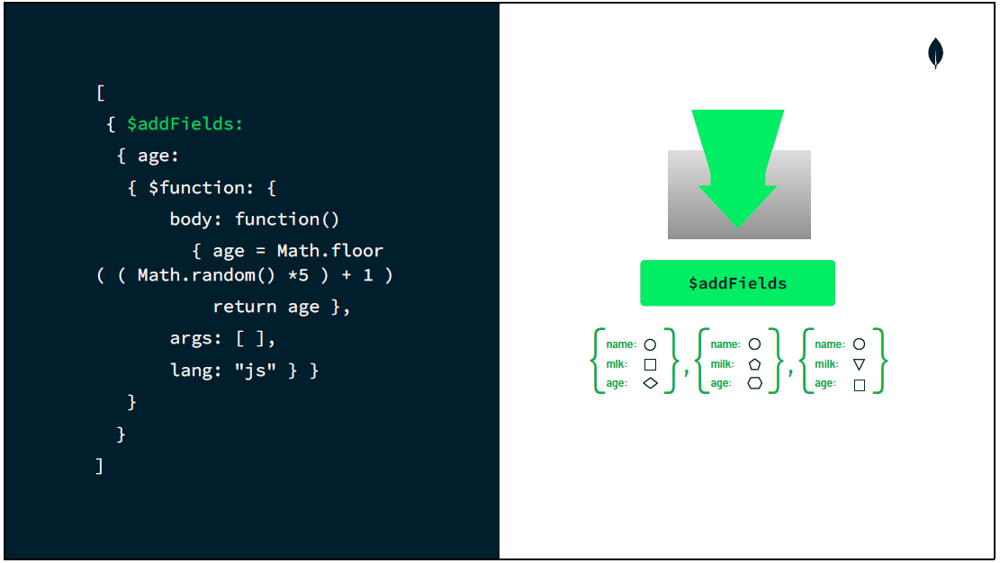 [
{ $addFields:
{ age:
{ $function: {
body: function()
{ age = Math.floor
( ( Math.random() *5 ) + 1 )
return age },
args: [ ],
lang: "js" } }
}
}
]
$addFields
{ name: , { name: , { name: }
mlk: milk: milk:
age: } age: } age: